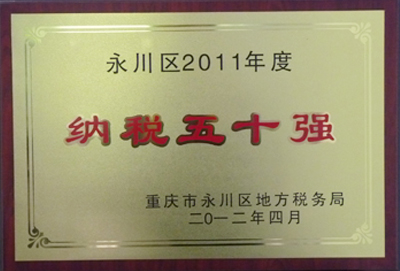 永川区2011年度
纳税五十强
重庆市永川区地方税务局
二〇一二年四月